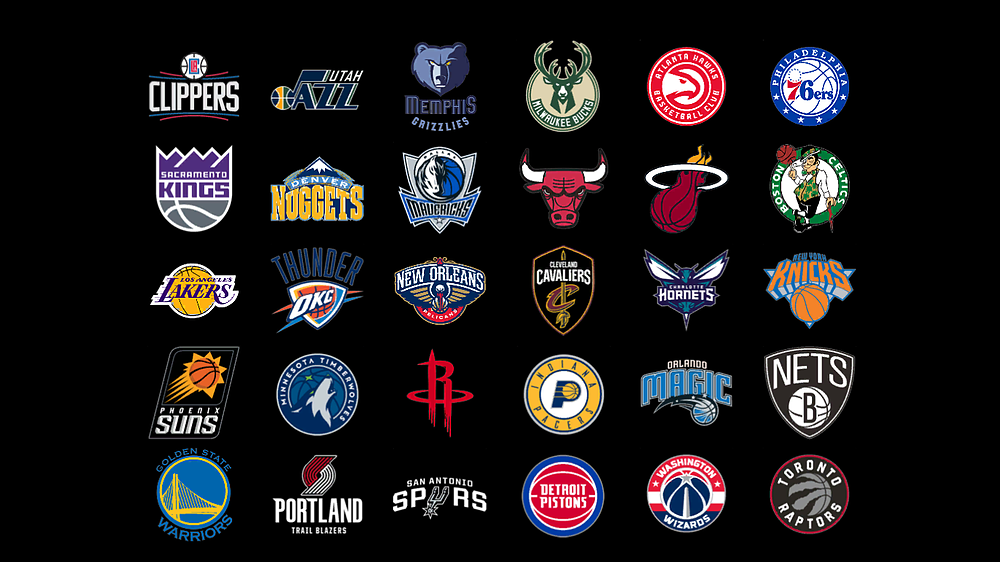 CLIPPERS
UTAH
JAZZ
MEMPHIS
GRIZZLIES
MILWAUKEE BUCKS
ATLANTA HAWKS
BASKETBALL CLUB
PHILADELPHIA
76ers
SACRAMENTO
KINGS
DENVER
NUGGETS
DALLAS
MAVERICKS
BOSTON
CELTICS
LOS ANGELES
LAKERS
THUNDER
OKC
NEW ORLEANS
PELICANS
CLEVELAND
CAVALIERS
C
CHARLOTTE
HORNETS
NEW YORK
KNICKS
PHOENIX
SUNS
MINNESOTA TIMBERWOLVES
R
INDIANA
P
PACERS
ORLANDO
MAGIC
NETS
B
GOLDEN STATE
WARRIORS
PORTLAND
TRAIL BLAZERS
SAN ANTONIO
SPURS
DETROIT
PISTONS
WASHINGTON
WIZARDS
TORONTO
RAPTORS